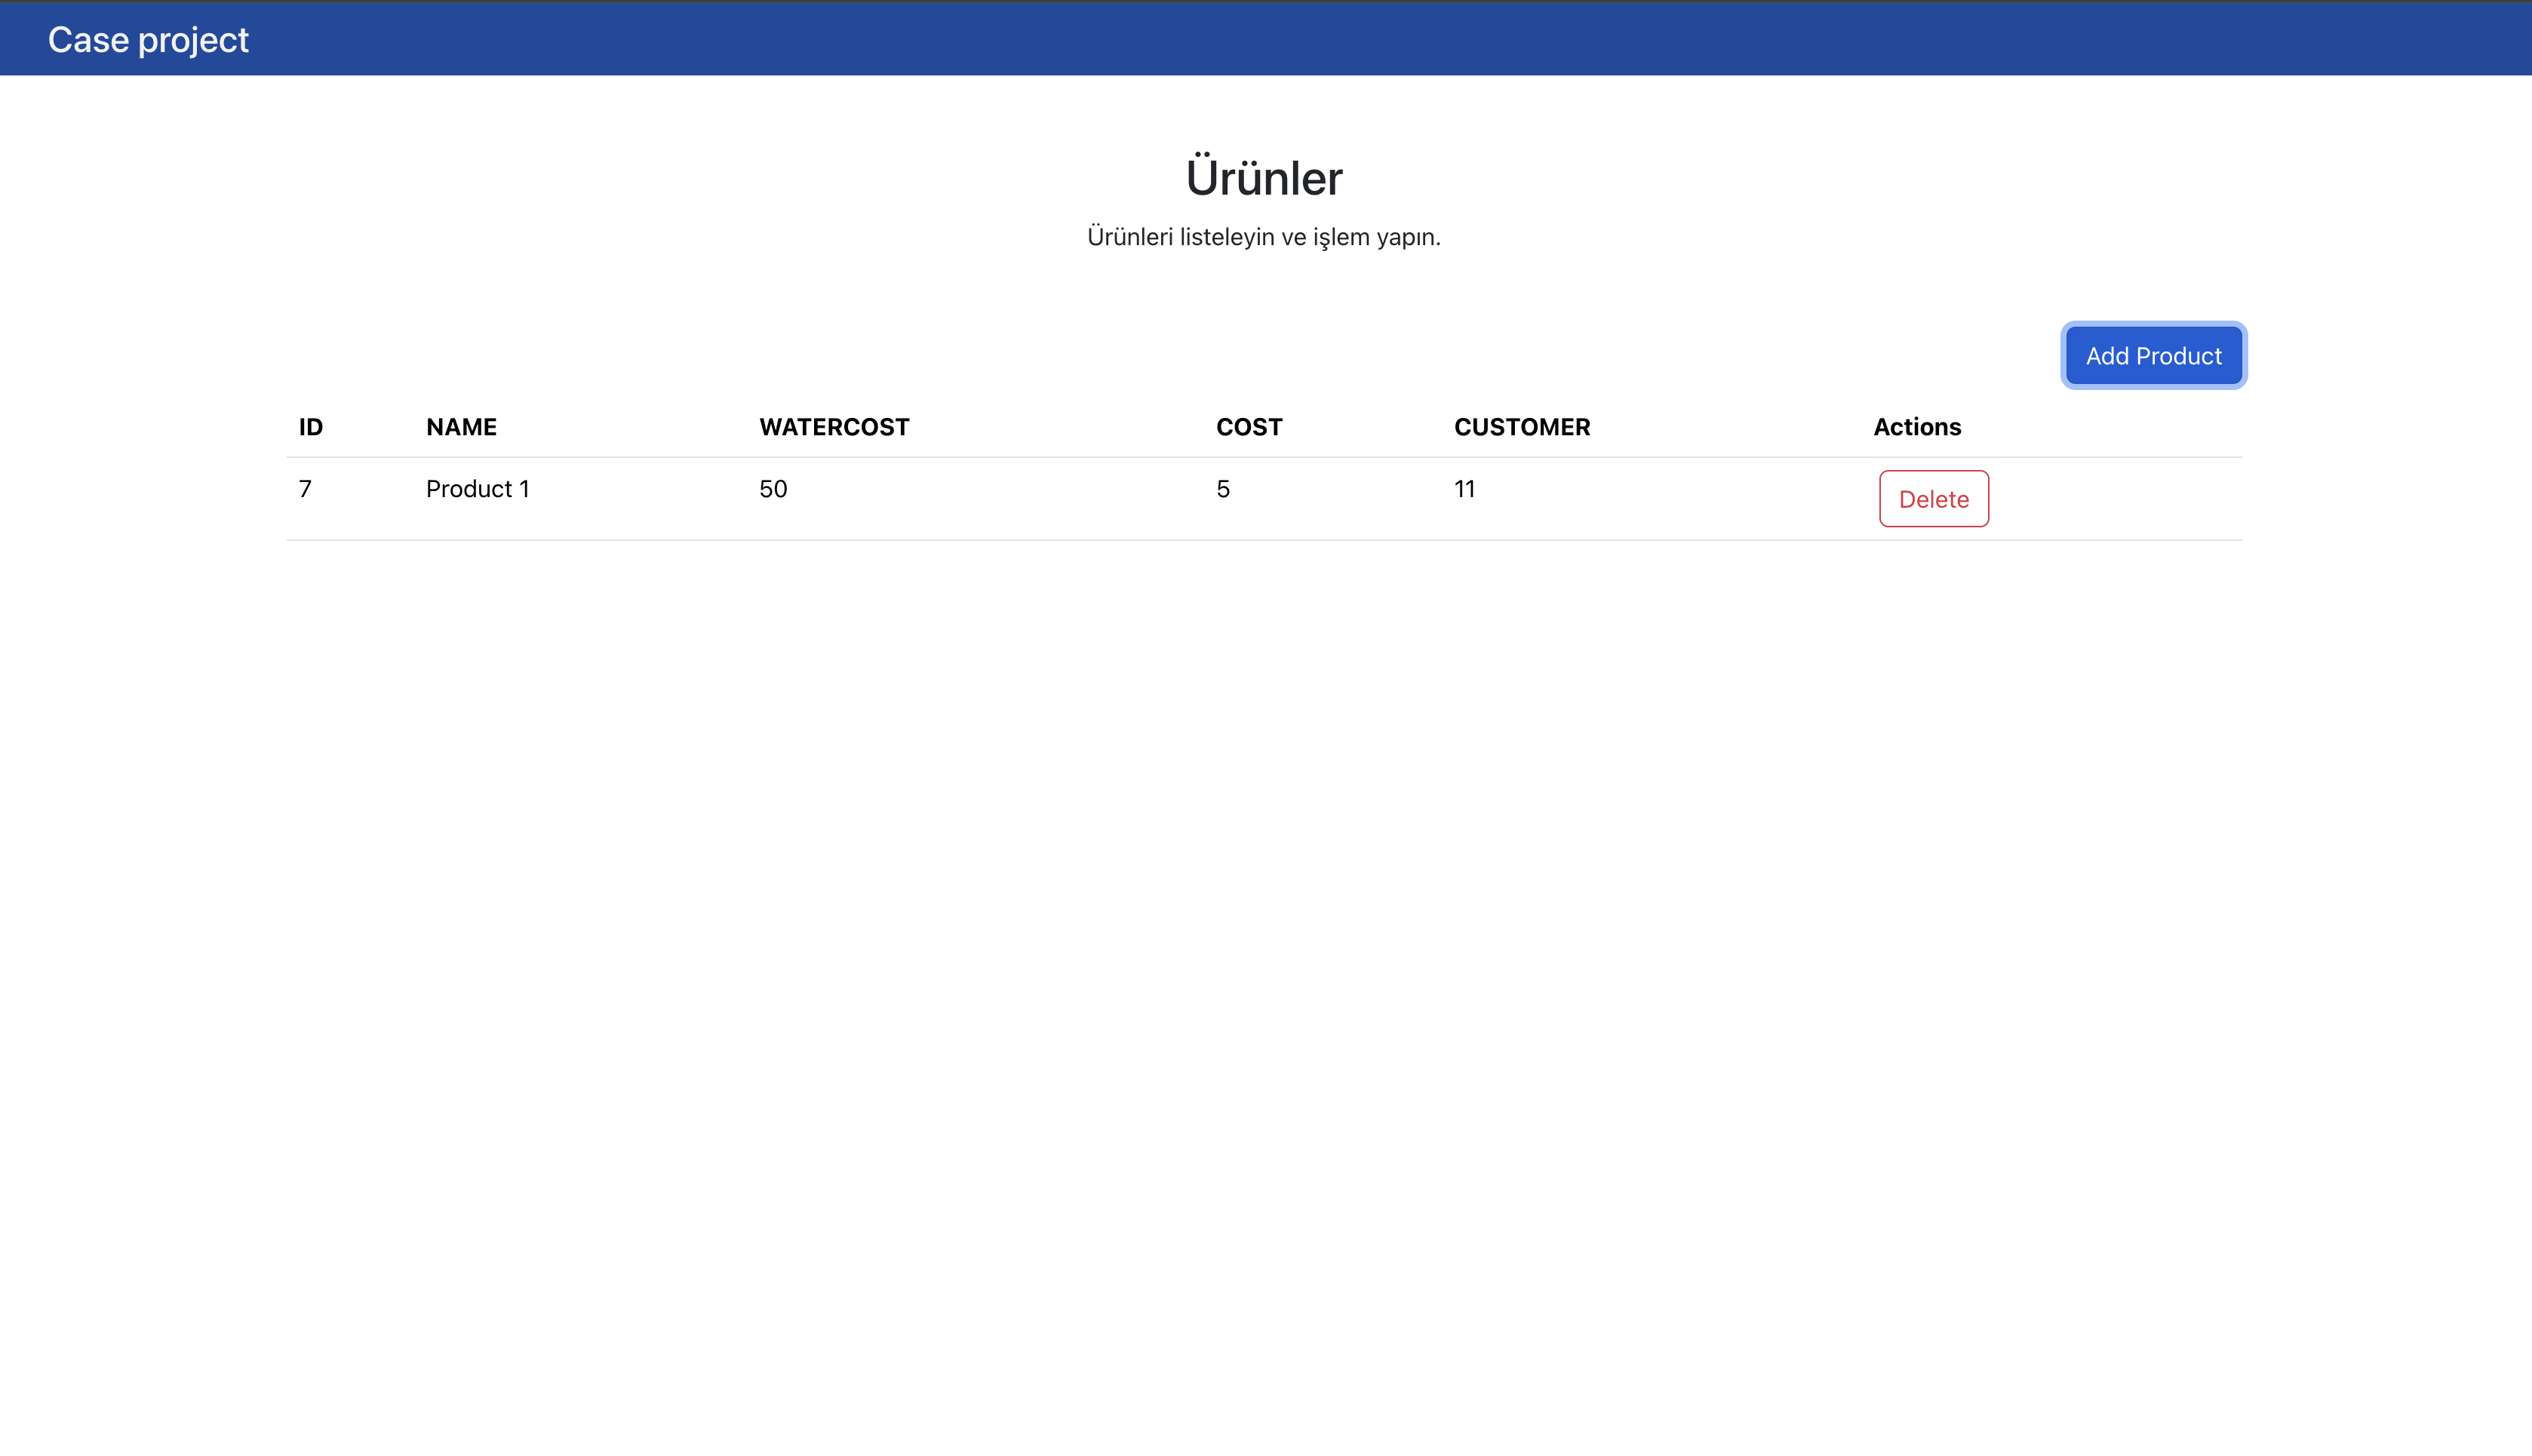 Case project
Ürünler
Ürünleri listeleyin ve işlem yapın.
Add Product
ID NAME WATERCOST COST CUSTOMER Actions
7 Product 1 50 5 11 Delete